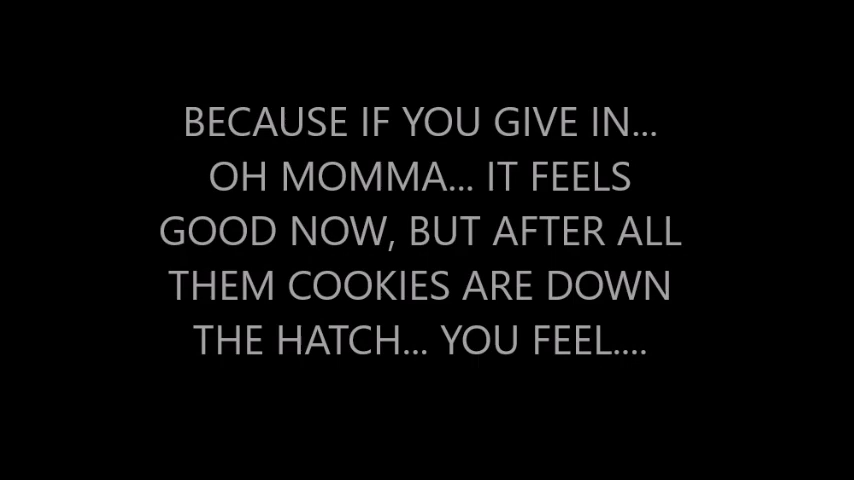 BECAUSE IF YOU GIVE IN...
OH MOMMA... IT FEELS
GOOD NOW, BUT AFTER ALL
THEM COOKIES ARE DOWN
THE HATCH... YOU FEEL....